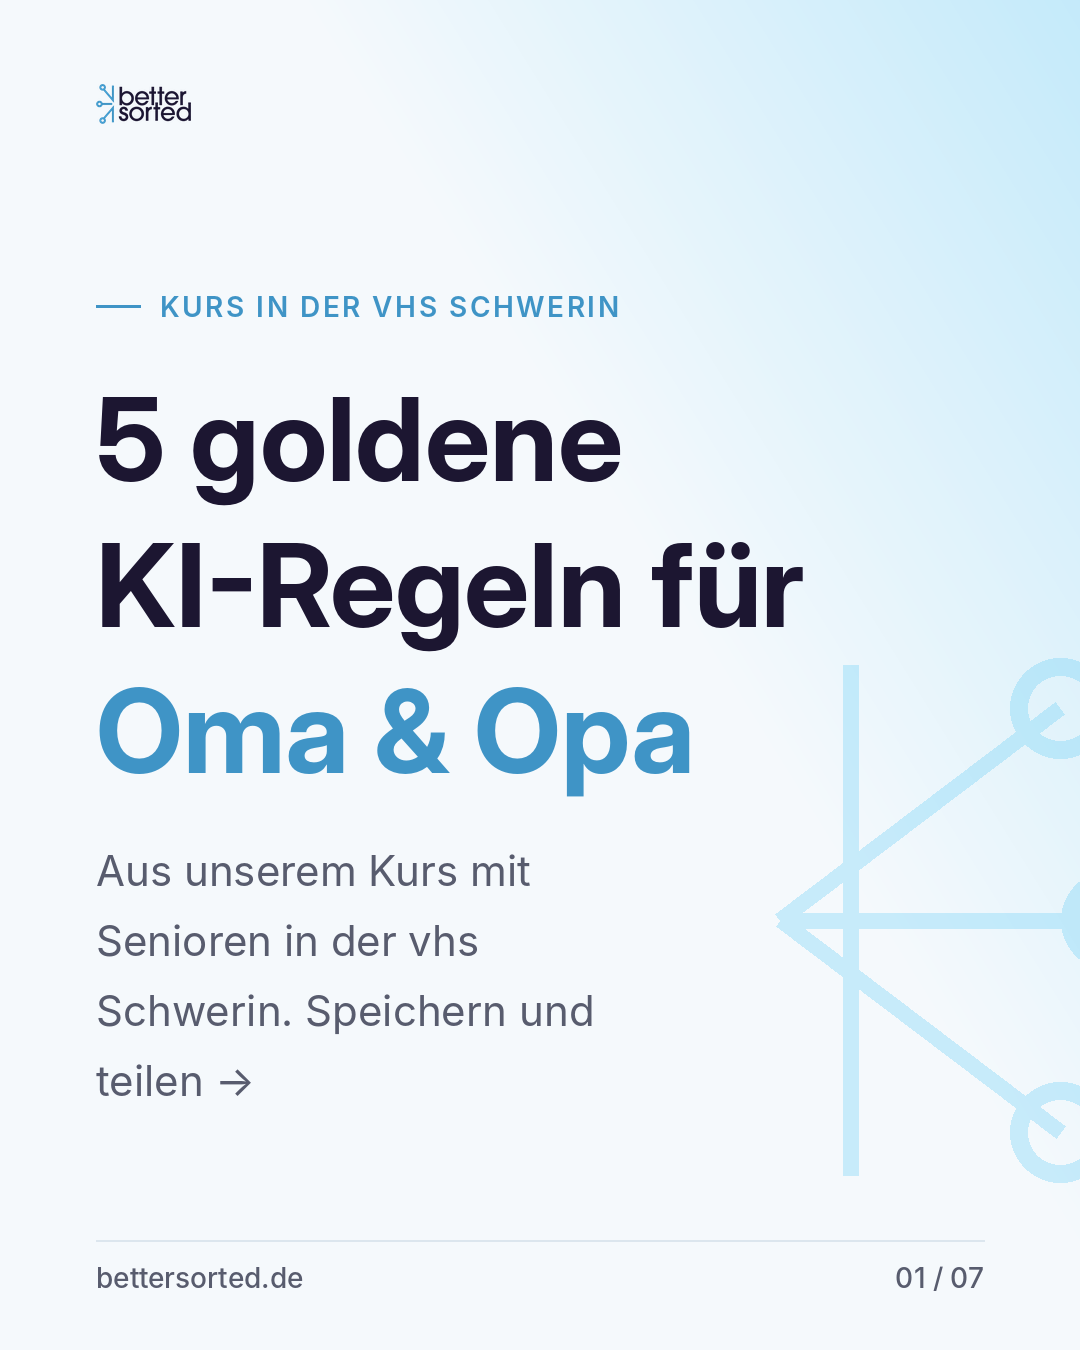 better
sorted
KURS IN DER VHS SCHWERIN
5 goldene
KI-Regeln für
Oma & Opa
Aus unserem Kurs mit
Senioren in der vhs
Schwerin. Speichern und
teilen →
bettersorted.de
01 / 07